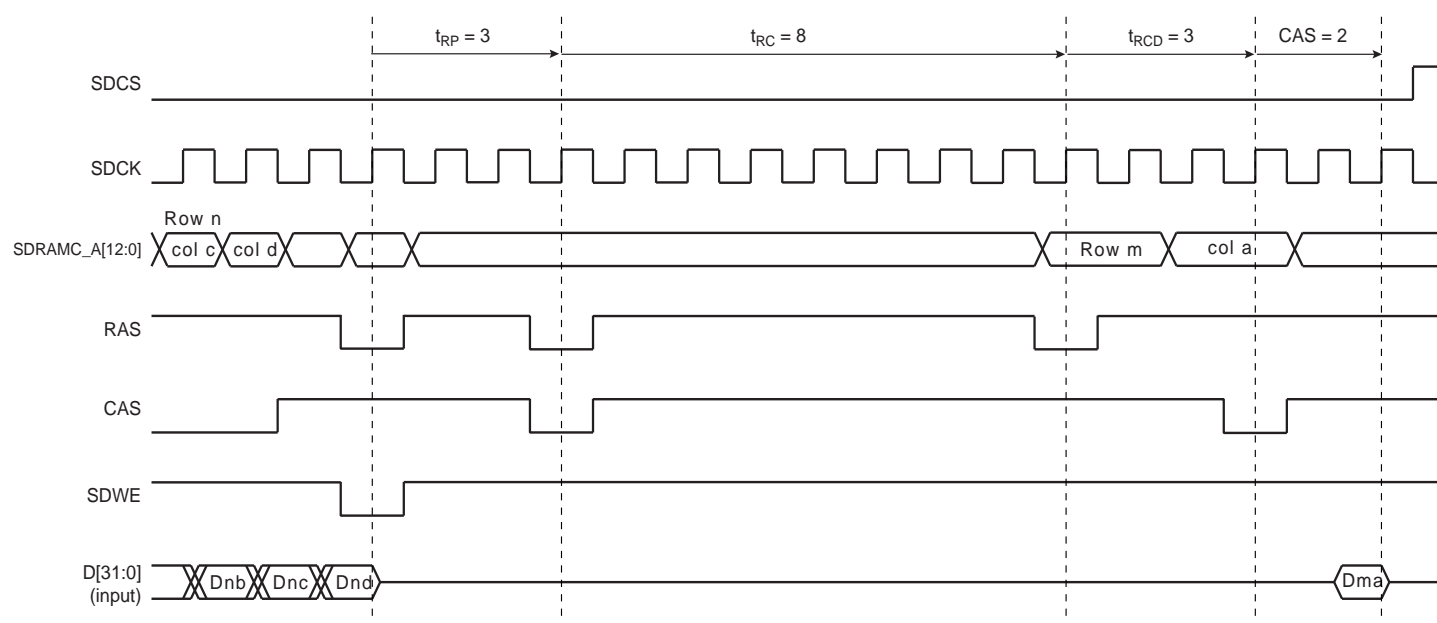 tRP = 3
tRC = 8
tRCD = 3
CAS = 2
SDCS
SDCK
Row n
SDRAMC_A[12:0]
col c
col d
Row m
col a
RAS
CAS
SDWE
D[31:0]
(input)
Dnb
Dnc
Dnd
Dma